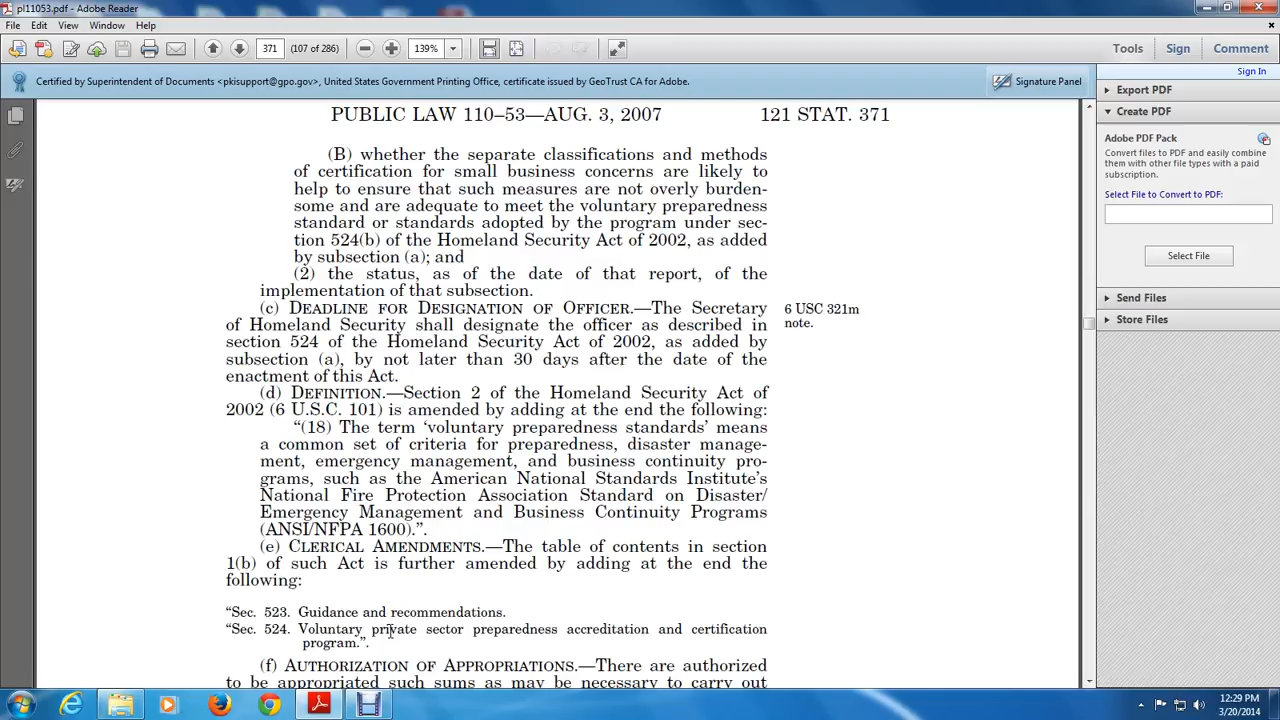 pl11053.pdf - Adobe Reader
File Edit View Window Help
371 (107 of 286) 139% Tools Sign Comment
Certified by Superintendent of Documents <pkisupport@gpo.gov>, United States Government Printing Office, certificate issued by GeoTrust CA for Adobe. Signature Panel
Sign In
Export PDF
Create PDF
Adobe PDF Pack
Convert files to PDF and easily combine
them with other file types with a paid
subscription.
Select File to Convert to PDF:
Select File
Send Files
Store Files
PUBLIC LAW 110–53—AUG. 3, 2007 121 STAT. 371
(B) whether the separate classifications and methods
of certification for small business concerns are likely to
help to ensure that such measures are not overly burden-
some and are adequate to meet the voluntary preparedness
standard or standards adopted by the program under sec-
tion 524(b) of the Homeland Security Act of 2002, as added
by subsection (a); and
(2) the status, as of the date of that report, of the
implementation of that subsection.
(c) DEADLINE FOR DESIGNATION OF OFFICER.—The Secretary
of Homeland Security shall designate the officer as described in
section 524 of the Homeland Security Act of 2002, as added by
subsection (a), by not later than 30 days after the date of the
enactment of this Act.
6 USC 321m
note.
(d) DEFINITION.—Section 2 of the Homeland Security Act of
2002 (6 U.S.C. 101) is amended by adding at the end the following:
“(18) The term ‘voluntary preparedness standards’ means
a common set of criteria for preparedness, disaster manage-
ment, emergency management, and business continuity pro-
grams, such as the American National Standards Institute’s
National Fire Protection Association Standard on Disaster/
Emergency Management and Business Continuity Programs
(ANSI/NFPA 1600).”.
(e) CLERICAL AMENDMENTS.—The table of contents in section
1(b) of such Act is further amended by adding at the end the
following:
“Sec. 523. Guidance and recommendations.
“Sec. 524. Voluntary private sector preparedness accreditation and certification
program.”.
(f) AUTHORIZATION OF APPROPRIATIONS.—There are authorized
to be appropriated such sums as may be necessary to carry out
12:29 PM
3/20/2014